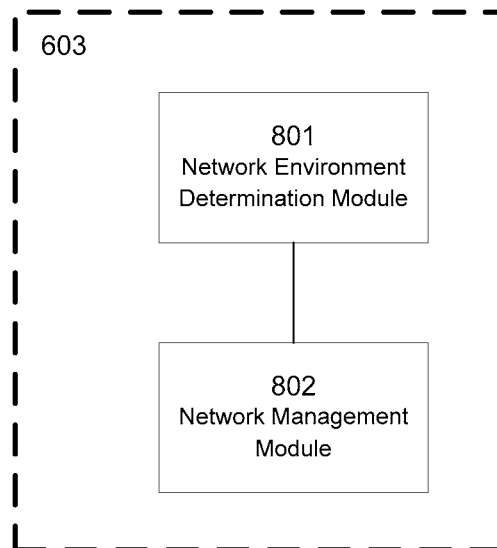 603
801
Network Environment
Determination Module
802
Network Management
Module